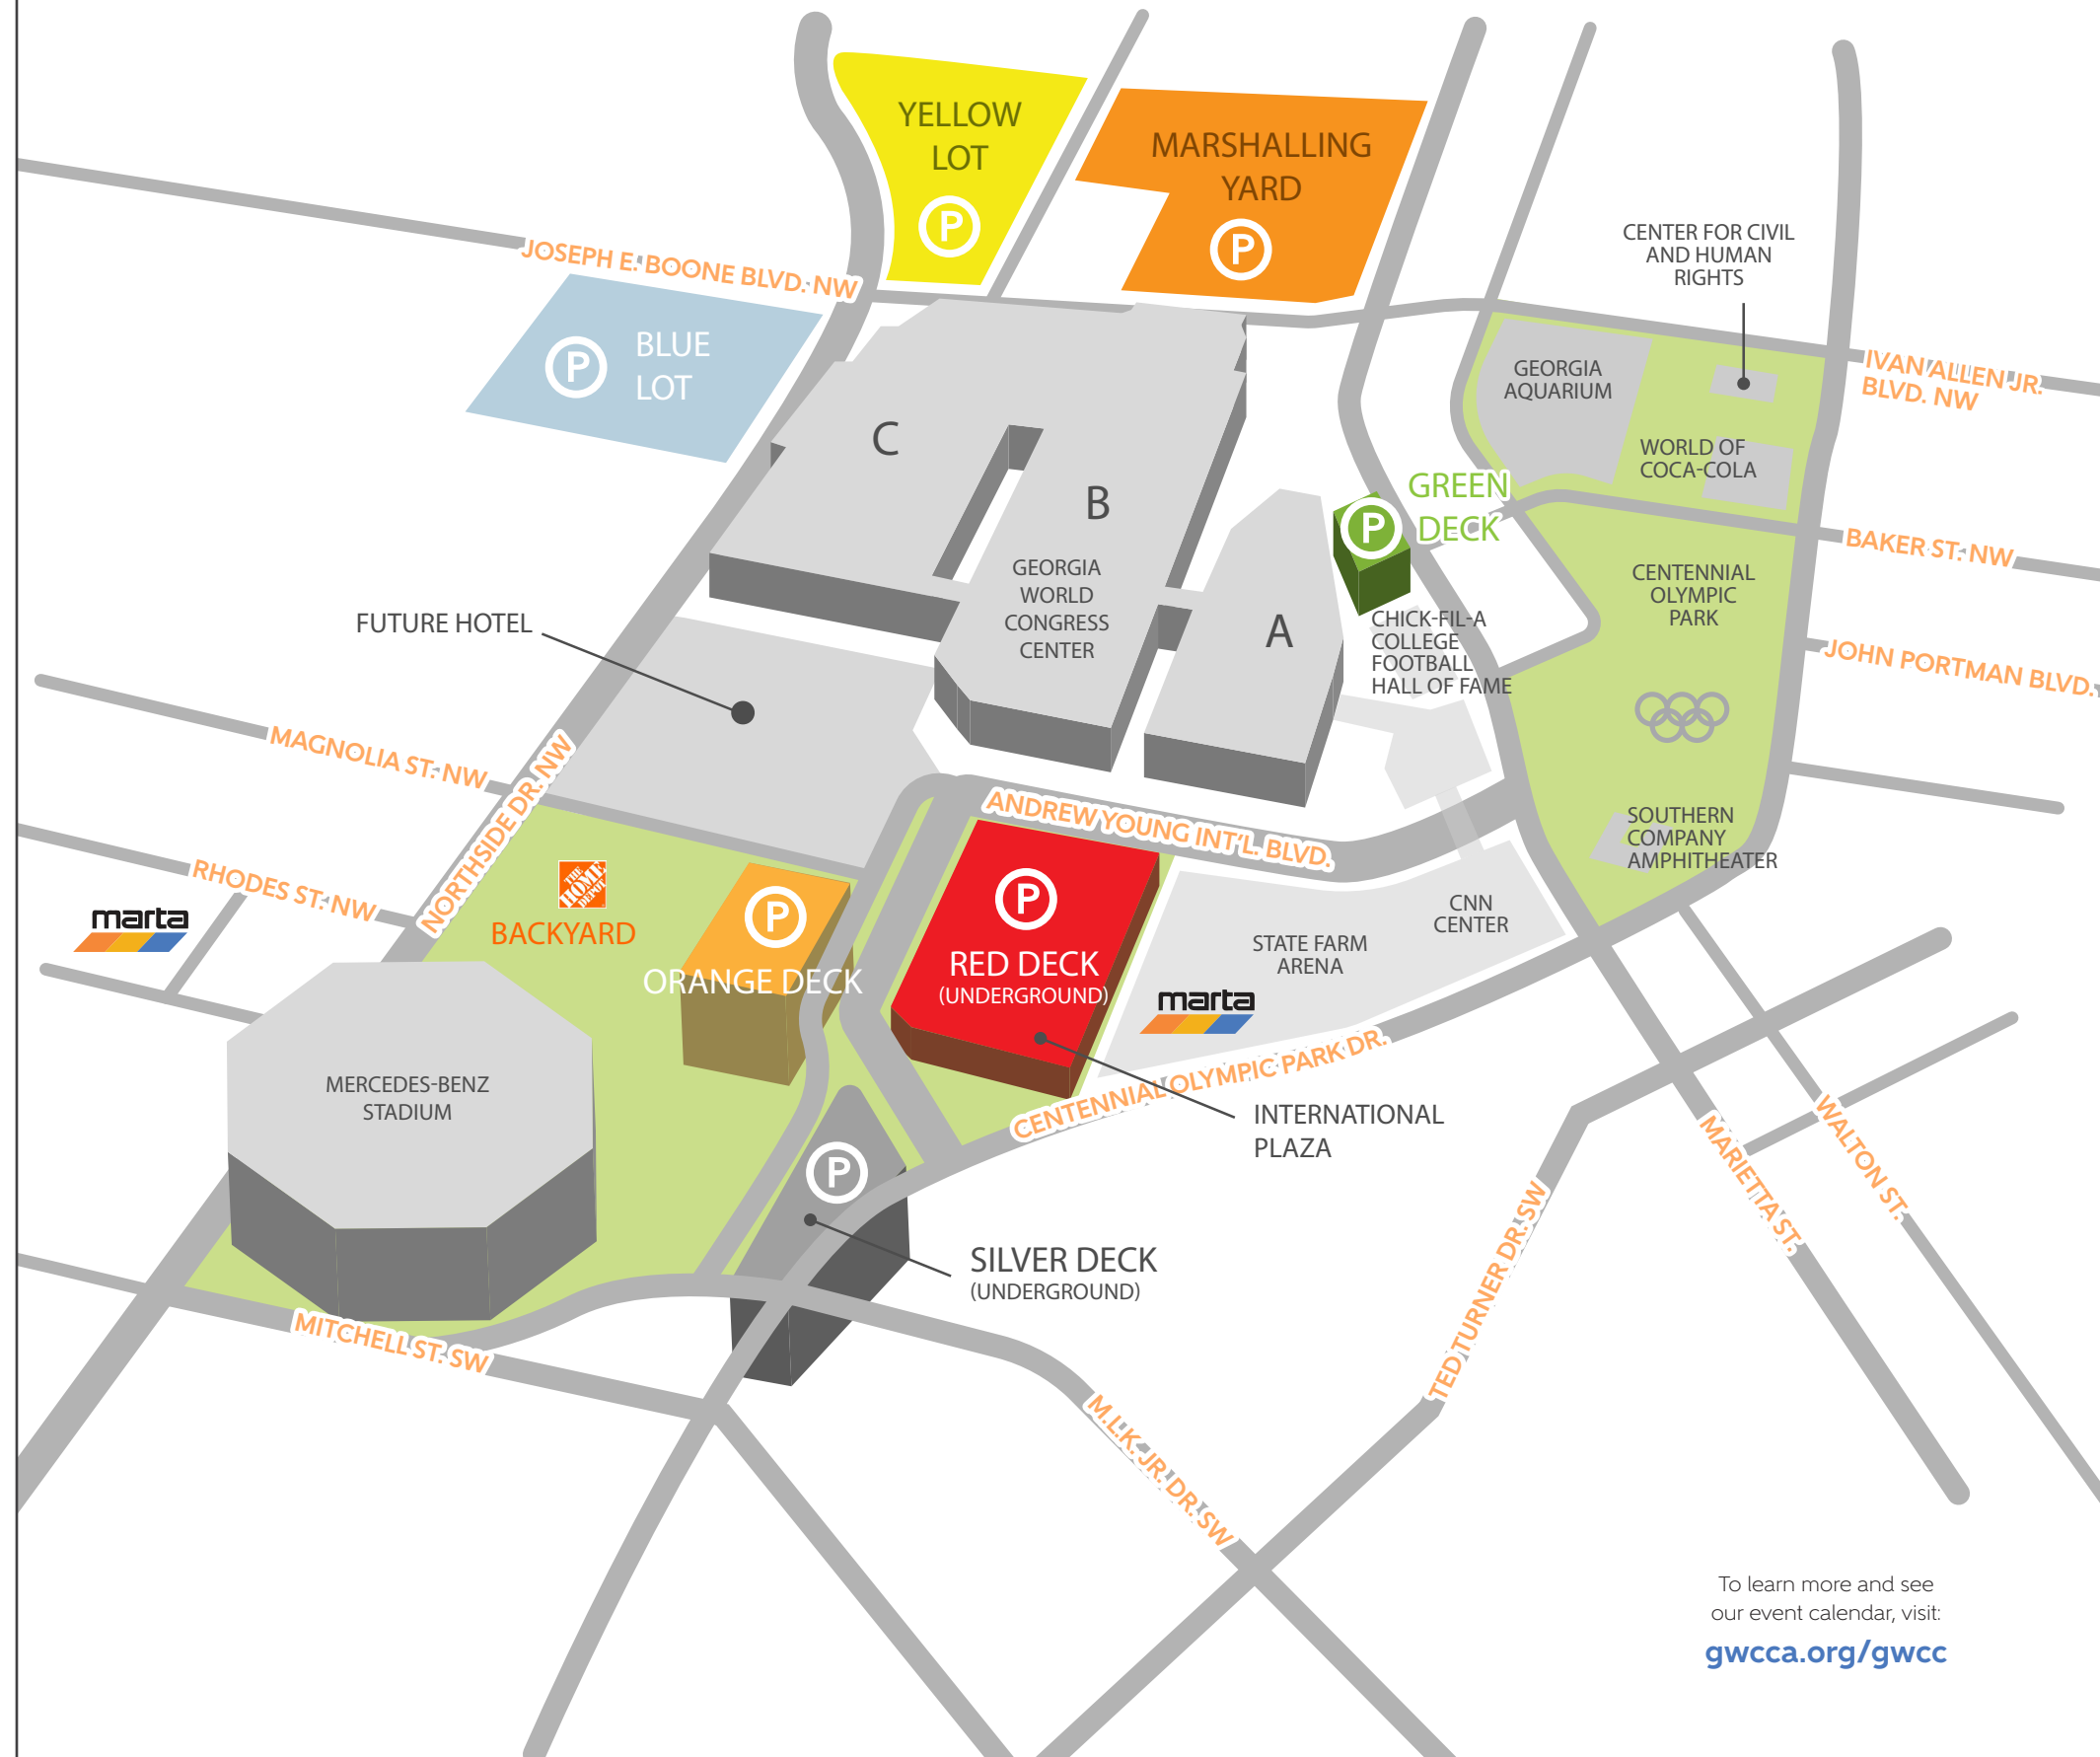 YELLOW
LOT
P
MARSHALLING
YARD
P
CENTER FOR CIVIL
AND HUMAN
RIGHTS
JOSEPH E. BOONE BLVD. NW
P
BLUE
LOT
GEORGIA
AQUARIUM
IVAN ALLEN JR.
BLVD. NW
WORLD OF
COCA-COLA
C
B
GREEN
DECK
P
BAKER ST. NW
GEORGIA
WORLD
CONGRESS
CENTER
CENTENNIAL
OLYMPIC
PARK
A
CHICK-FIL-A
COLLEGE
FOOTBALL
HALL OF FAME
FUTURE HOTEL
JOHN PORTMAN BLVD.
MAGNOLIA ST. NW
NORTHSIDE DR. NW
ANDREW YOUNG INT'L. BLVD.
SOUTHERN
COMPANY
AMPHITHEATER
RHODES ST. NW
marta
THE
HOME
DEPOT
BACKYARD
P
ORANGE DECK
P
RED DECK
(UNDERGROUND)
CNN
CENTER
STATE FARM
ARENA
marta
CENTENNIAL OLYMPIC PARK DR.
MERCEDES-BENZ
STADIUM
INTERNATIONAL
PLAZA
P
SILVER DECK
(UNDERGROUND)
MARIETTA ST.
WALTON ST.
TED TURNER DR. SW
MITCHELL ST. SW
M.L.K. JR. DR. SW
To learn more and see
our event calendar, visit:
gwcca.org/gwcc